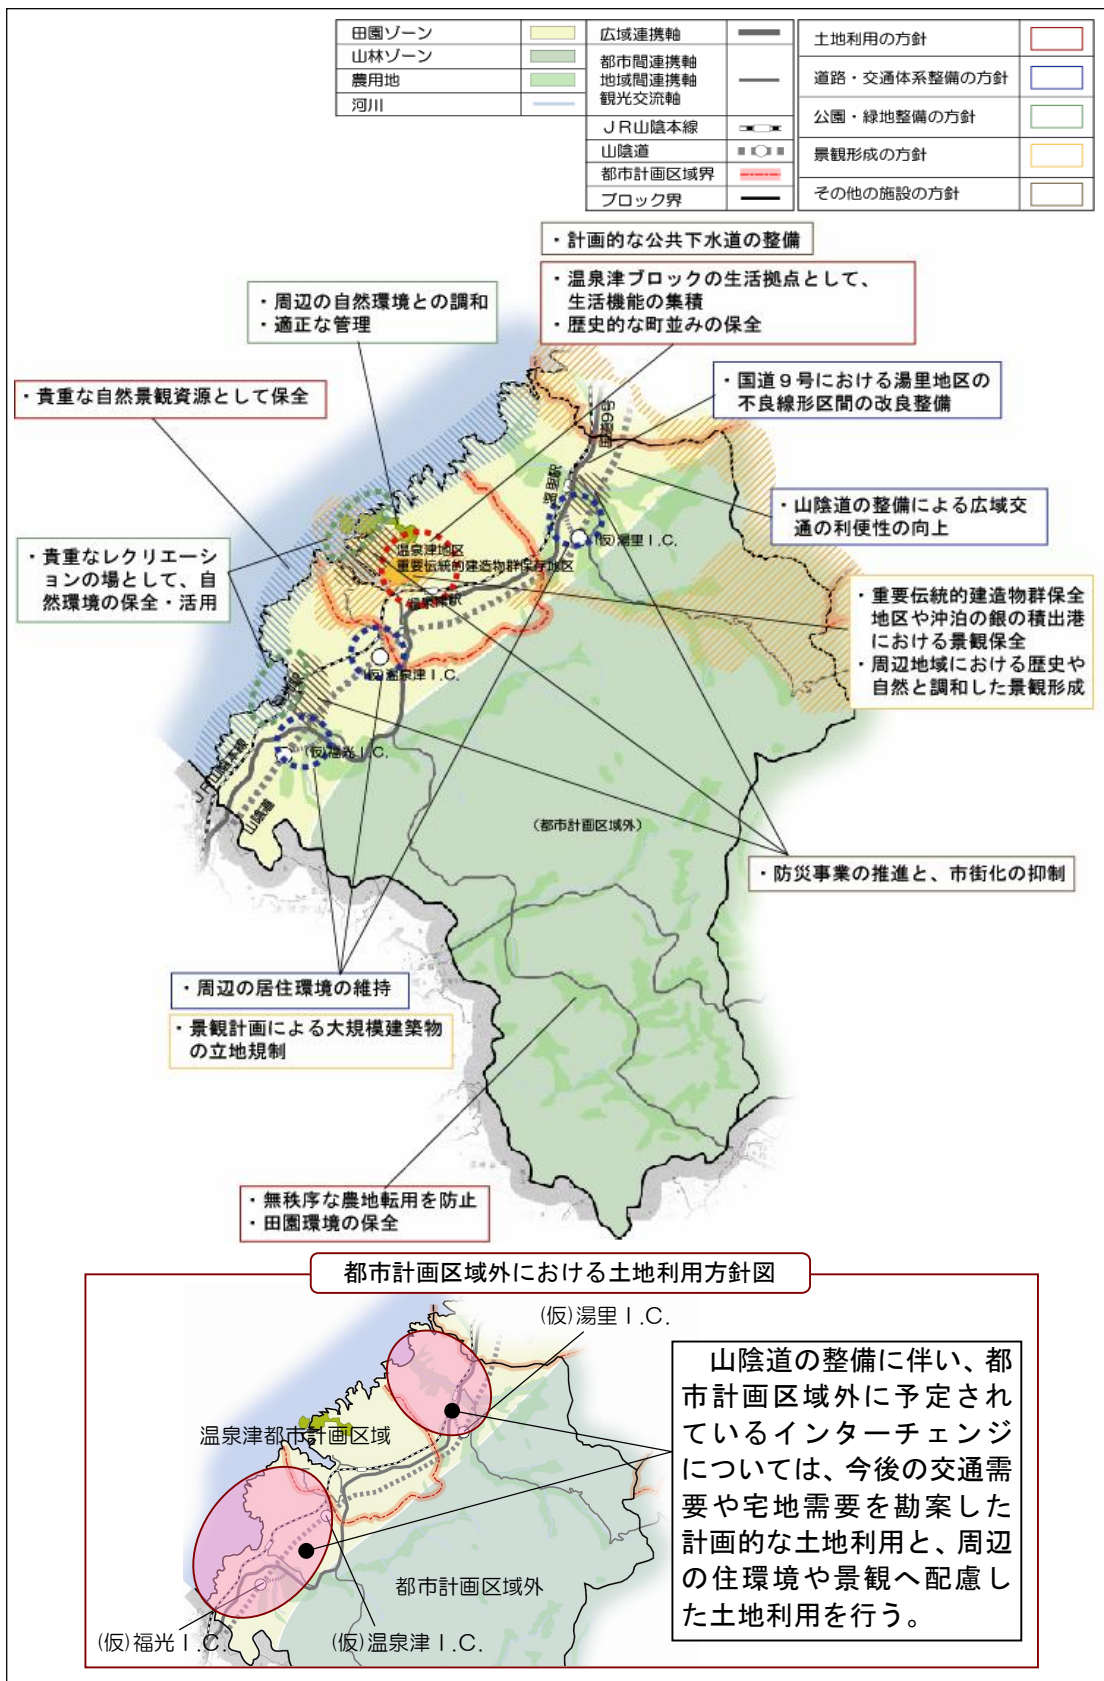 田園ゾーン
山林ゾーン
農用地
河川
広域連携軸
都市間連携軸
地域間連携軸
観光交流軸
ＪＲ山陰本線
山陰道
都市計画区域界
ブロック界
土地利用の方針
道路・交通体系整備の方針
公園・緑地整備の方針
景観形成の方針
その他の施設の方針
・計画的な公共下水道の整備
・温泉津ブロックの生活拠点として、
生活機能の集積
・歴史的な町並みの保全
・周辺の自然環境との調和
・適正な管理
・貴重な自然景観資源として保全
・国道９号における湯里地区の
不良線形区間の改良整備
・山陰道の整備による広域交
通の利便性の向上
・貴重なレクリエーシ
ョンの場として、自
然環境の保全・活用
・重要伝統的建造物群保全
地区や沖泊の銀の積出港
における景観保全
・周辺地域における歴史や
自然と調和した景観形成
国道９号
湯里駅
(仮)湯里Ｉ.Ｃ.
温泉津地区
重要伝統的建造物群保存地区
温泉津駅
(仮)温泉津Ｉ.Ｃ.
(仮)福光Ｉ.Ｃ.
ＪＲ山陰本線
山陰道
(都市計画区域外)
・防災事業の推進と、市街化の抑制
・周辺の居住環境の維持
・景観計画による大規模建築物
の立地規制
・無秩序な農地転用を防止
・田園環境の保全
都市計画区域外における土地利用方針図
(仮)湯里Ｉ.Ｃ.
温泉津都市計画区域
都市計画区域外
(仮)福光Ｉ.Ｃ.
(仮)温泉津Ｉ.Ｃ.
山陰道の整備に伴い、都
市計画区域外に予定され
ているインターチェンジ
については、今後の交通需
要や宅地需要を勘案した
計画的な土地利用と、周辺
の住環境や景観へ配慮し
た土地利用を行う。